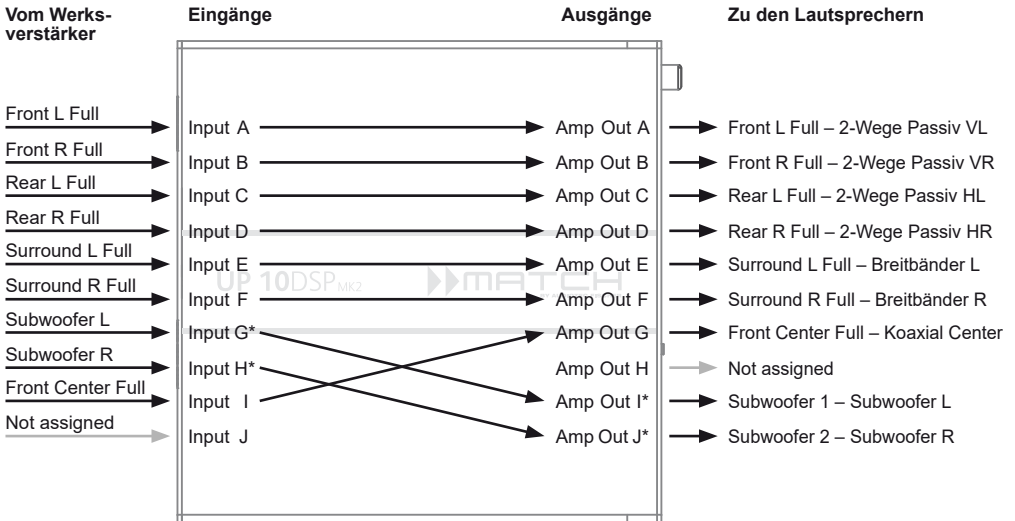 Vom Werks-
verstärker
Eingänge
Ausgänge
Zu den Lautsprechern
Front L Full
Input A
Amp Out A
Front L Full – 2-Wege Passiv VL
Front R Full
Input B
Amp Out B
Front R Full – 2-Wege Passiv VR
Rear L Full
Input C
Amp Out C
Rear L Full – 2-Wege Passiv HL
Rear R Full
Input D
Amp Out D
Rear R Full – 2-Wege Passiv HR
Surround L Full
Input E
Amp Out E
Surround L Full – Breitbänder L
UP 10DSP MK2
MATCH
Surround R Full
Input F
Amp Out F
Surround R Full – Breitbänder R
Subwoofer L
Input G*
Amp Out G
Front Center Full – Koaxial Center
Subwoofer R
Input H*
Amp Out H
Not assigned
Front Center Full
Input I
Amp Out I*
Subwoofer 1 – Subwoofer L
Not assigned
Input J
Amp Out J*
Subwoofer 2 – Subwoofer R